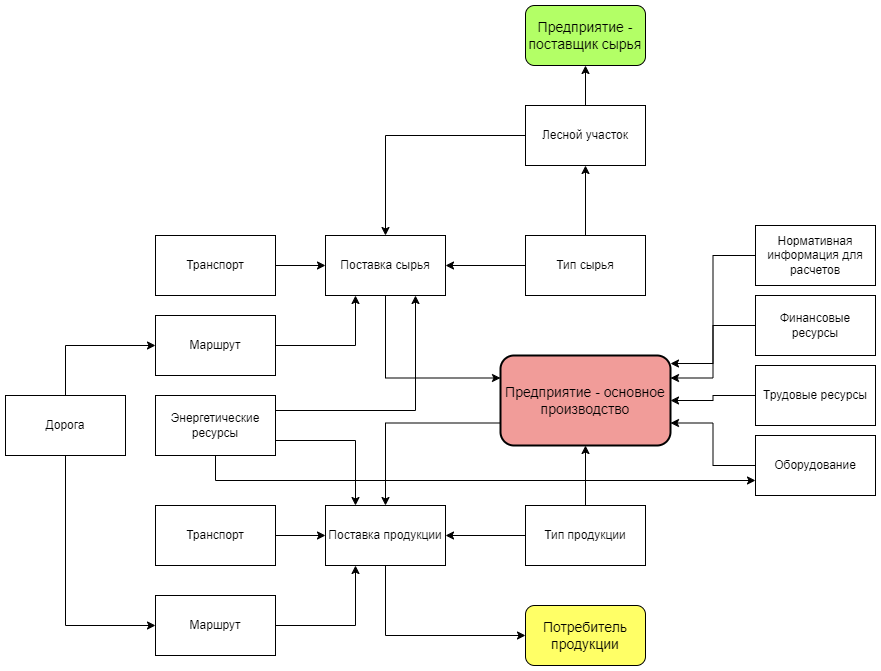 Предприятие -
поставщик сырья
Лесной участок
Транспорт
Поставка сырья
Тип сырья
Нормативная
информация для
расчетов
Финансовые
ресурсы
Маршрут
Предприятие - основное
производство
Трудовые ресурсы
Дорога
Энергетические
ресурсы
Оборудование
Транспорт
Поставка продукции
Тип продукции
Маршрут
Потребитель
продукции